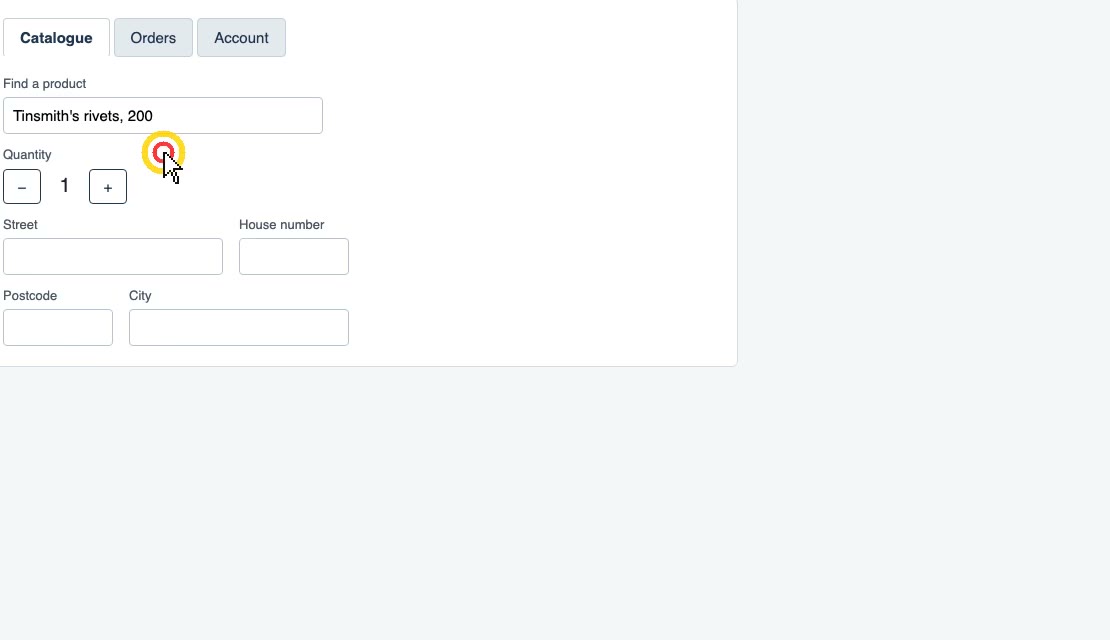 Catalogue Orders Account
Find a product
Tinsmith's rivets, 200
Quantity
− 1 +
Street House number
Postcode City